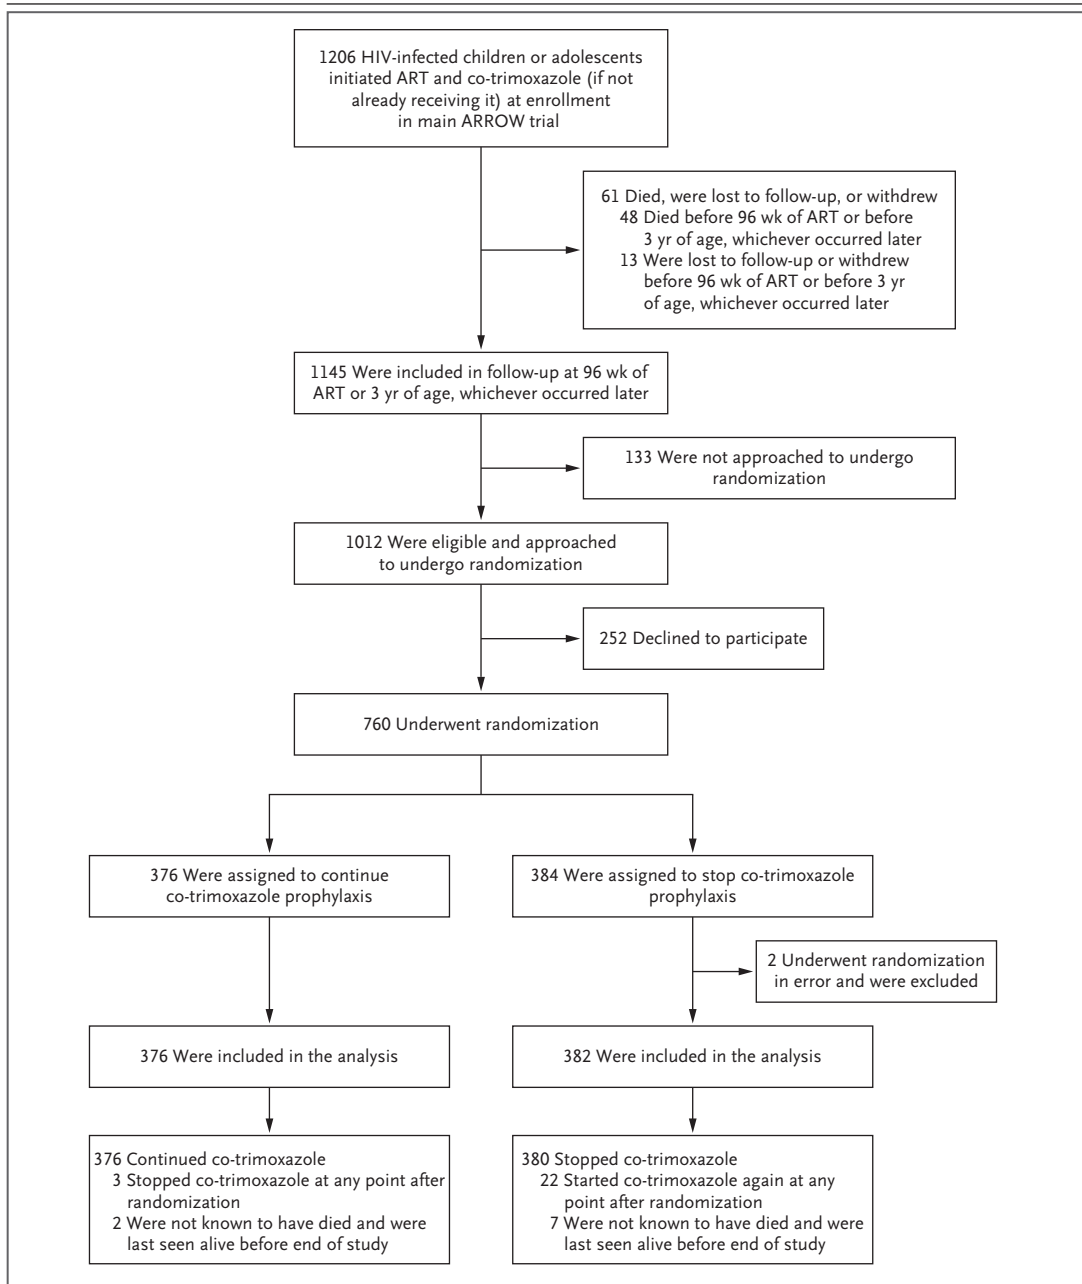 1206 HIV-infected children or adolescents
initiated ART and co-trimoxazole (if not
already receiving it) at enrollment
in main ARROW trial
61 Died, were lost to follow-up, or withdrew
48 Died before 96 wk of ART or before
3 yr of age, whichever occurred later
13 Were lost to follow-up or withdrew
before 96 wk of ART or before 3 yr
of age, whichever occurred later
1145 Were included in follow-up at 96 wk of
ART or 3 yr of age, whichever occurred later
133 Were not approached to undergo
randomization
1012 Were eligible and approached
to undergo randomization
252 Declined to participate
760 Underwent randomization
376 Were assigned to continue
co-trimoxazole prophylaxis
384 Were assigned to stop co-trimoxazole
prophylaxis
2 Underwent randomization
in error and were excluded
376 Were included in the analysis
382 Were included in the analysis
376 Continued co-trimoxazole
3 Stopped co-trimoxazole at any point after
randomization
2 Were not known to have died and were
last seen alive before end of study
380 Stopped co-trimoxazole
22 Started co-trimoxazole again at any
point after randomization
7 Were not known to have died and were
last seen alive before end of study